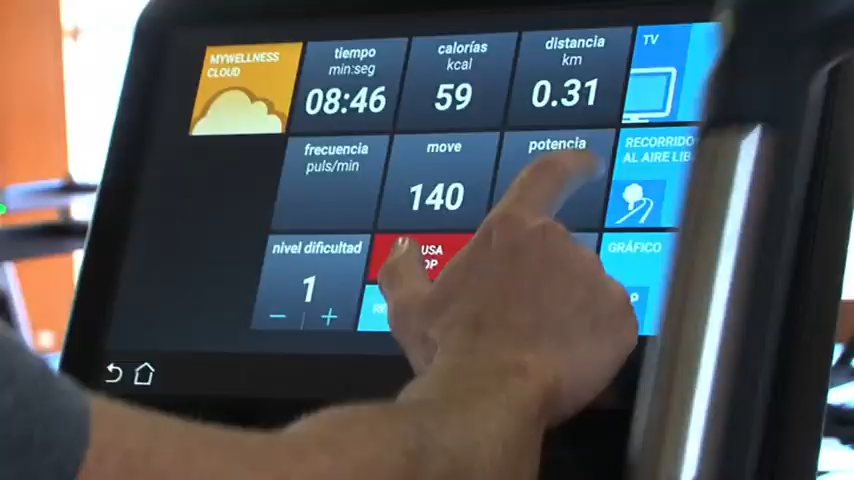 MYWELLNESS
CLOUD
tiempo
min:seg
08:46
calorías
kcal
59
distancia
km
0.31
TV
frecuencia
puls/min
move
140
potencia
RECORRIDO
AL AIRE LIB
nivel dificultad
1
- +
USA
OP
GRÁFICO